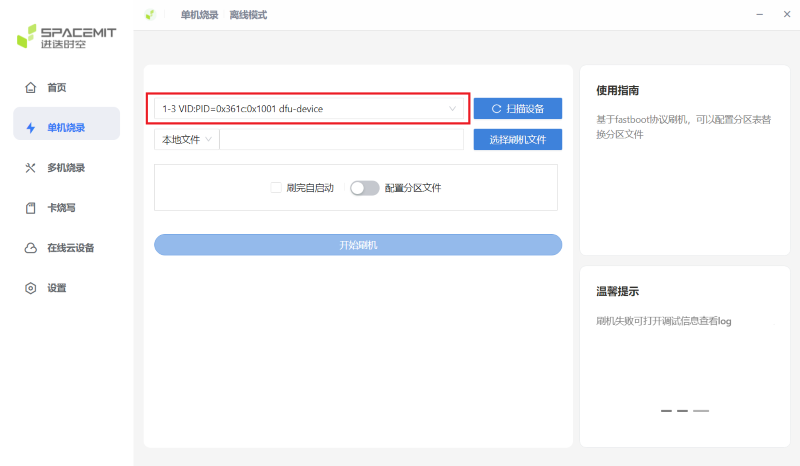 SPACEMIT
进迭时空
单机烧录 离线模式
首页
单机烧录
多机烧录
卡烧写
在线云设备
设置
1-3 VID:PID=0x361c:0x1001 dfu-device
扫描设备
本地文件
选择刷机文件
刷完自启动
配置分区文件
开始刷机
使用指南
基于fastboot协议刷机，可以配置分区表替
换分区文件
温馨提示
刷机失败可打开调试信息查看log